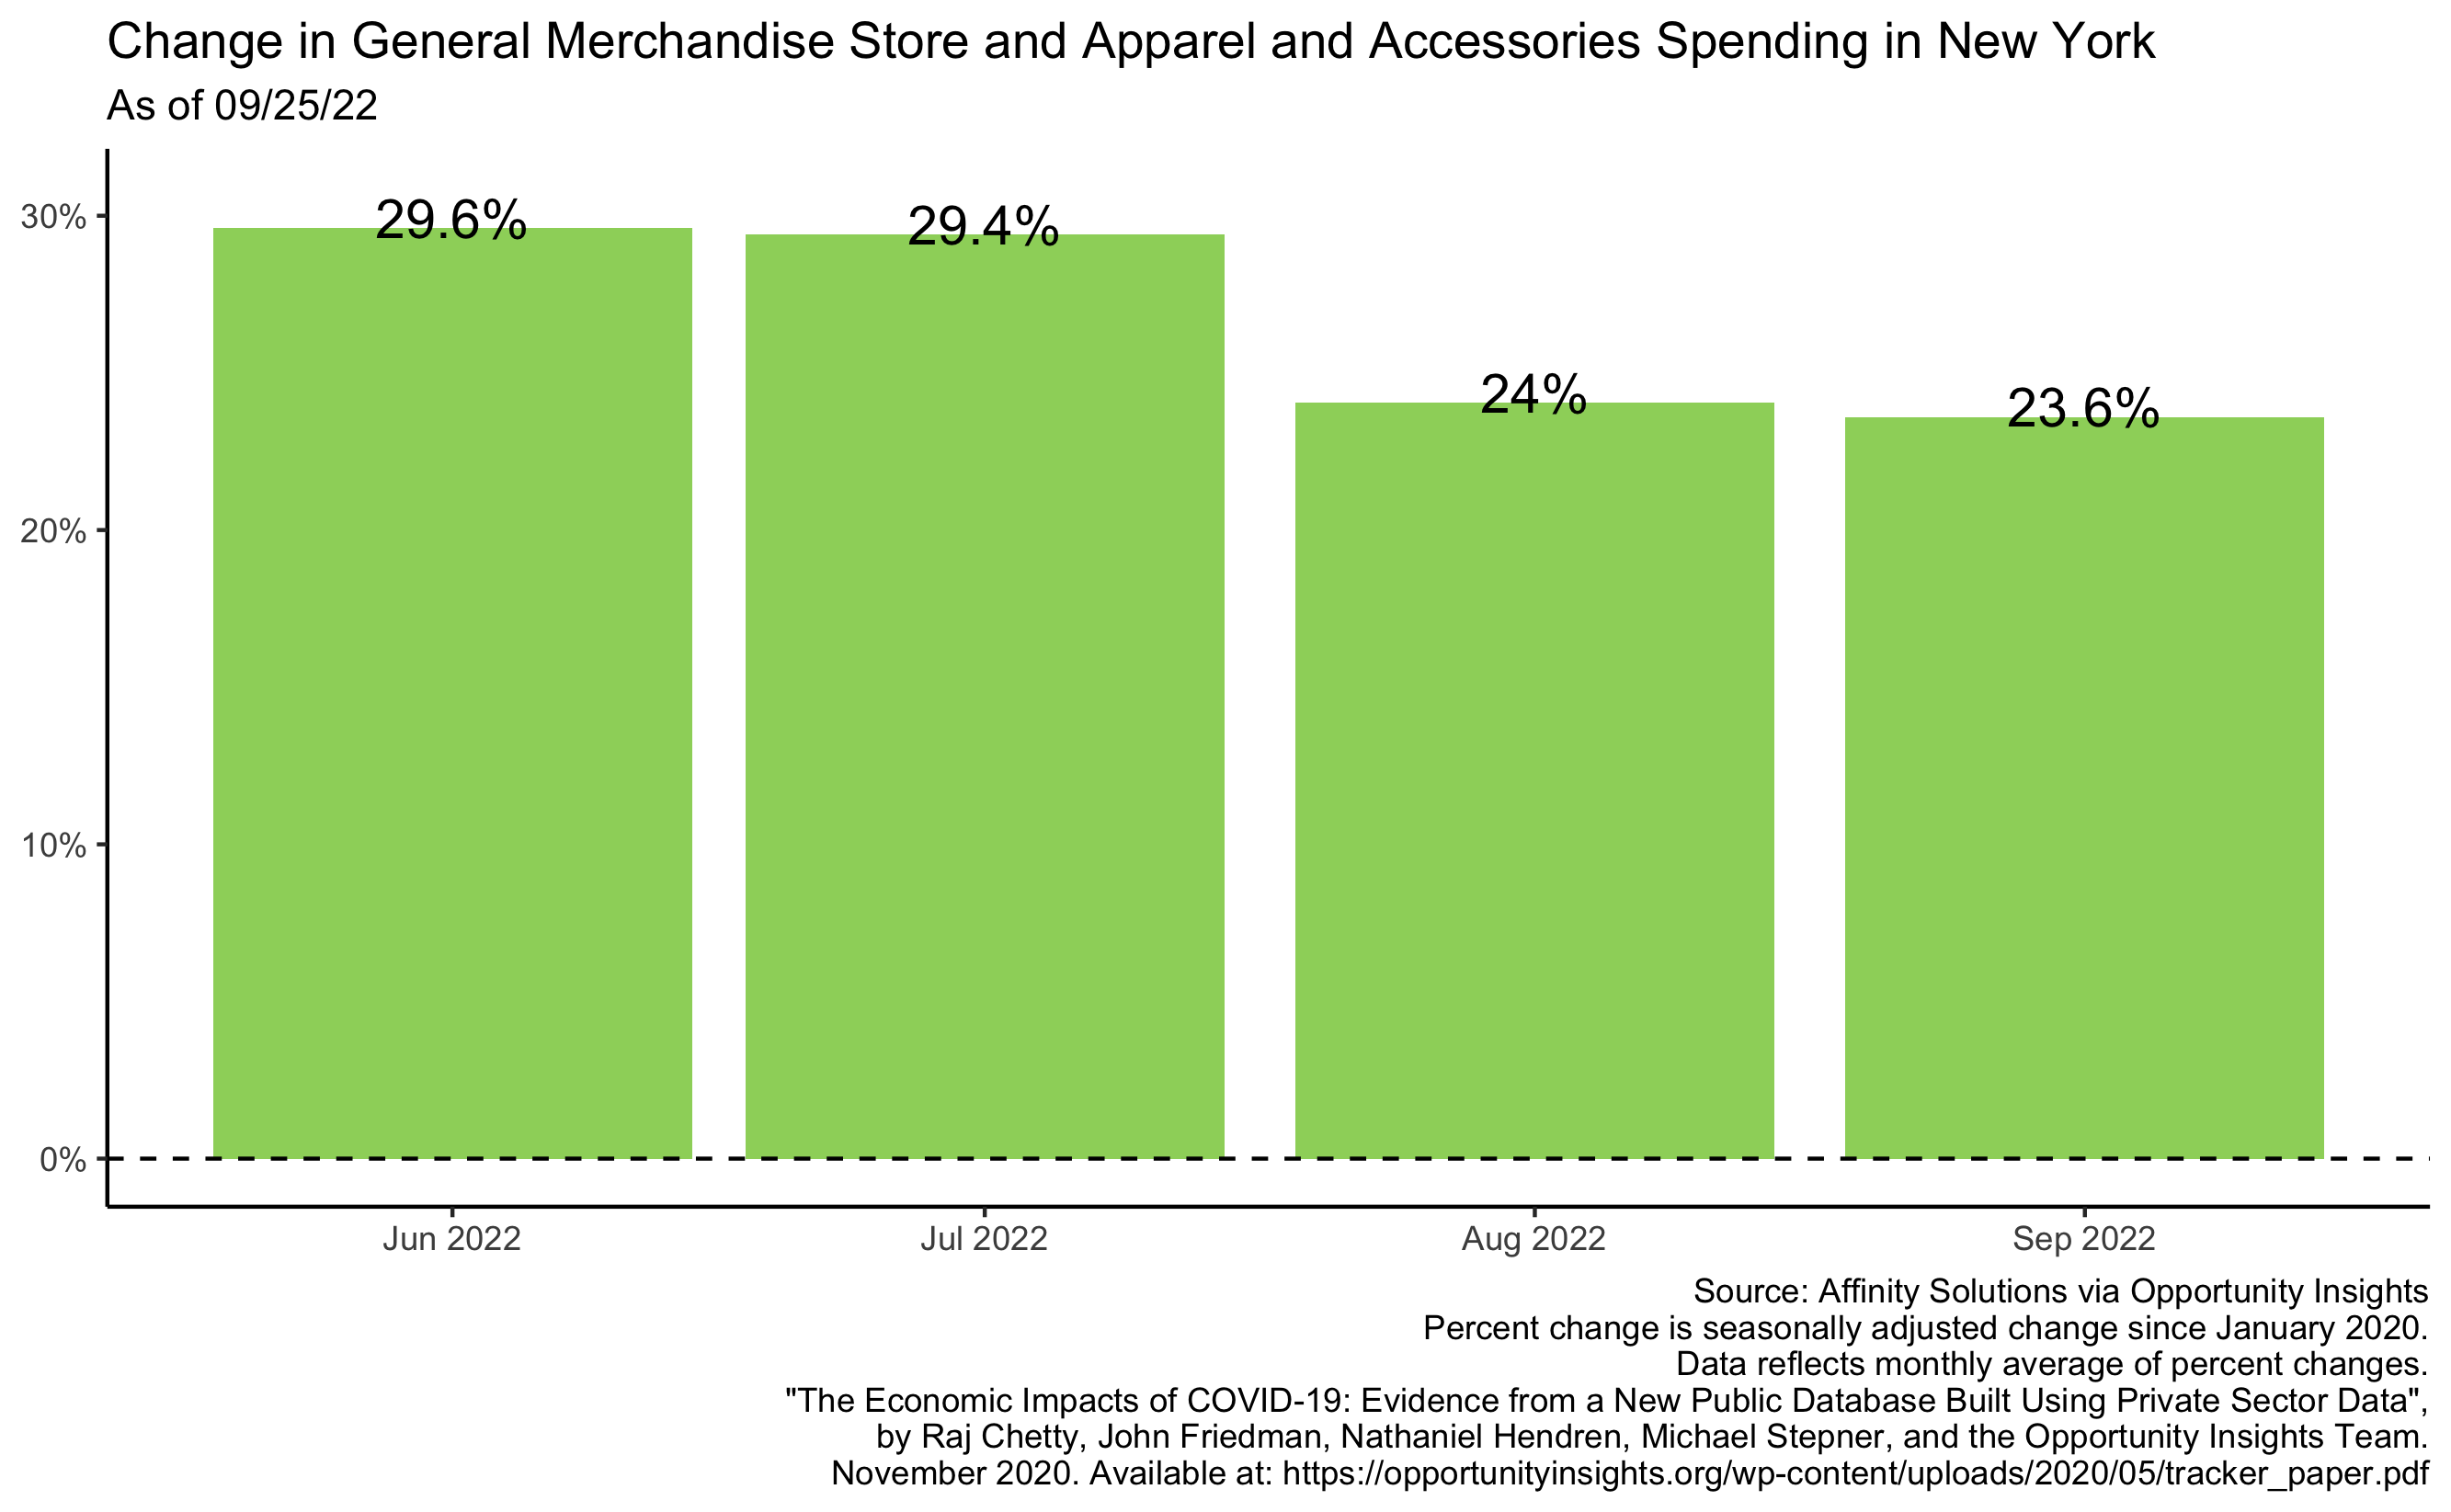 Change in General Merchandise Store and Apparel and Accessories Spending in New York
As of 09/25/22
30%
20%
10%
0%
29.6%
29.4%
24%
23.6%
Jun 2022
Jul 2022
Aug 2022
Sep 2022
Source: Affinity Solutions via Opportunity Insights
Percent change is seasonally adjusted change since January 2020.
Data reflects monthly average of percent changes.
"The Economic Impacts of COVID-19: Evidence from a New Public Database Built Using Private Sector Data",
by Raj Chetty, John Friedman, Nathaniel Hendren, Michael Stepner, and the Opportunity Insights Team.
November 2020. Available at: https://opportunityinsights.org/wp-content/uploads/2020/05/tracker_paper.pdf